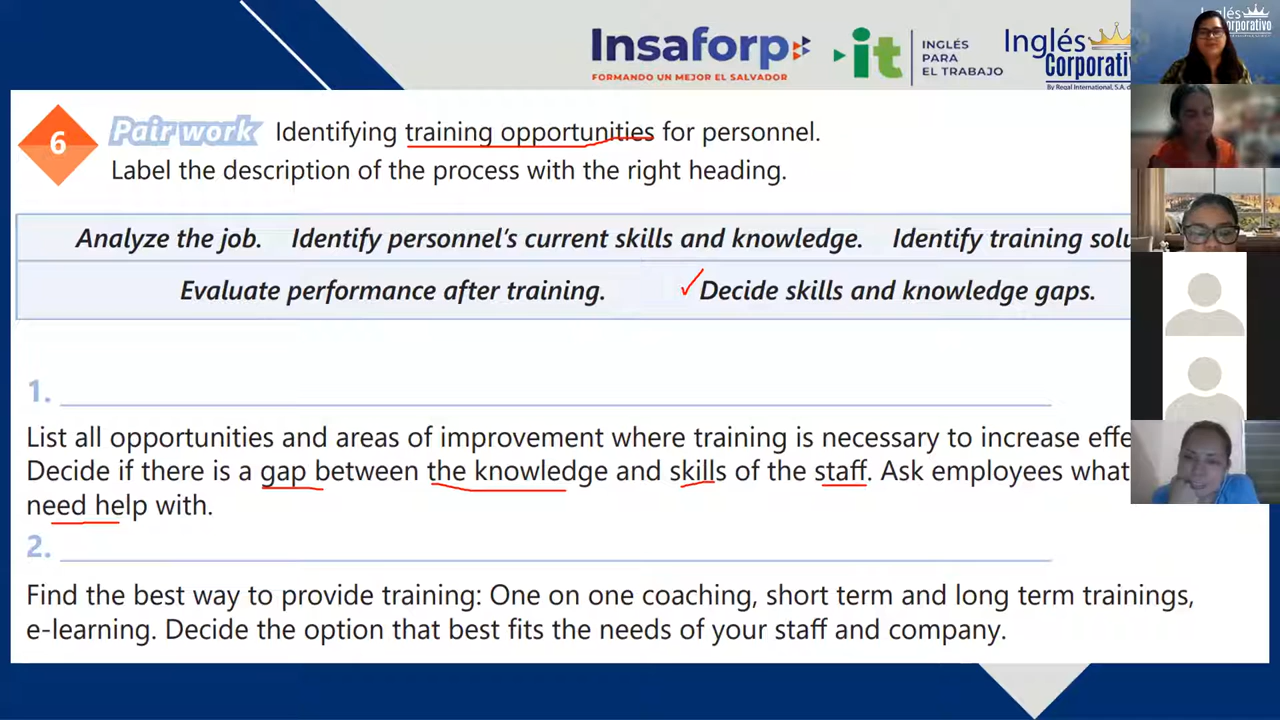 Insaforp
FORMANDO UN MEJOR EL SALVADOR
it
INGLÉS
PARA
EL TRABAJO
Inglés
Corporati
By Regal International, S.A. d
Inglés
Corporativo
6
Pair work Identifying training opportunities for personnel.
Label the description of the process with the right heading.
Analyze the job. Identify personnel's current skills and knowledge. Identify training solu
Evaluate performance after training. Decide skills and knowledge gaps.
1.
List all opportunities and areas of improvement where training is necessary to increase effe
Decide if there is a gap between the knowledge and skills of the staff. Ask employees what
need help with.
2.
Find the best way to provide training: One on one coaching, short term and long term trainings,
e-learning. Decide the option that best fits the needs of your staff and company.